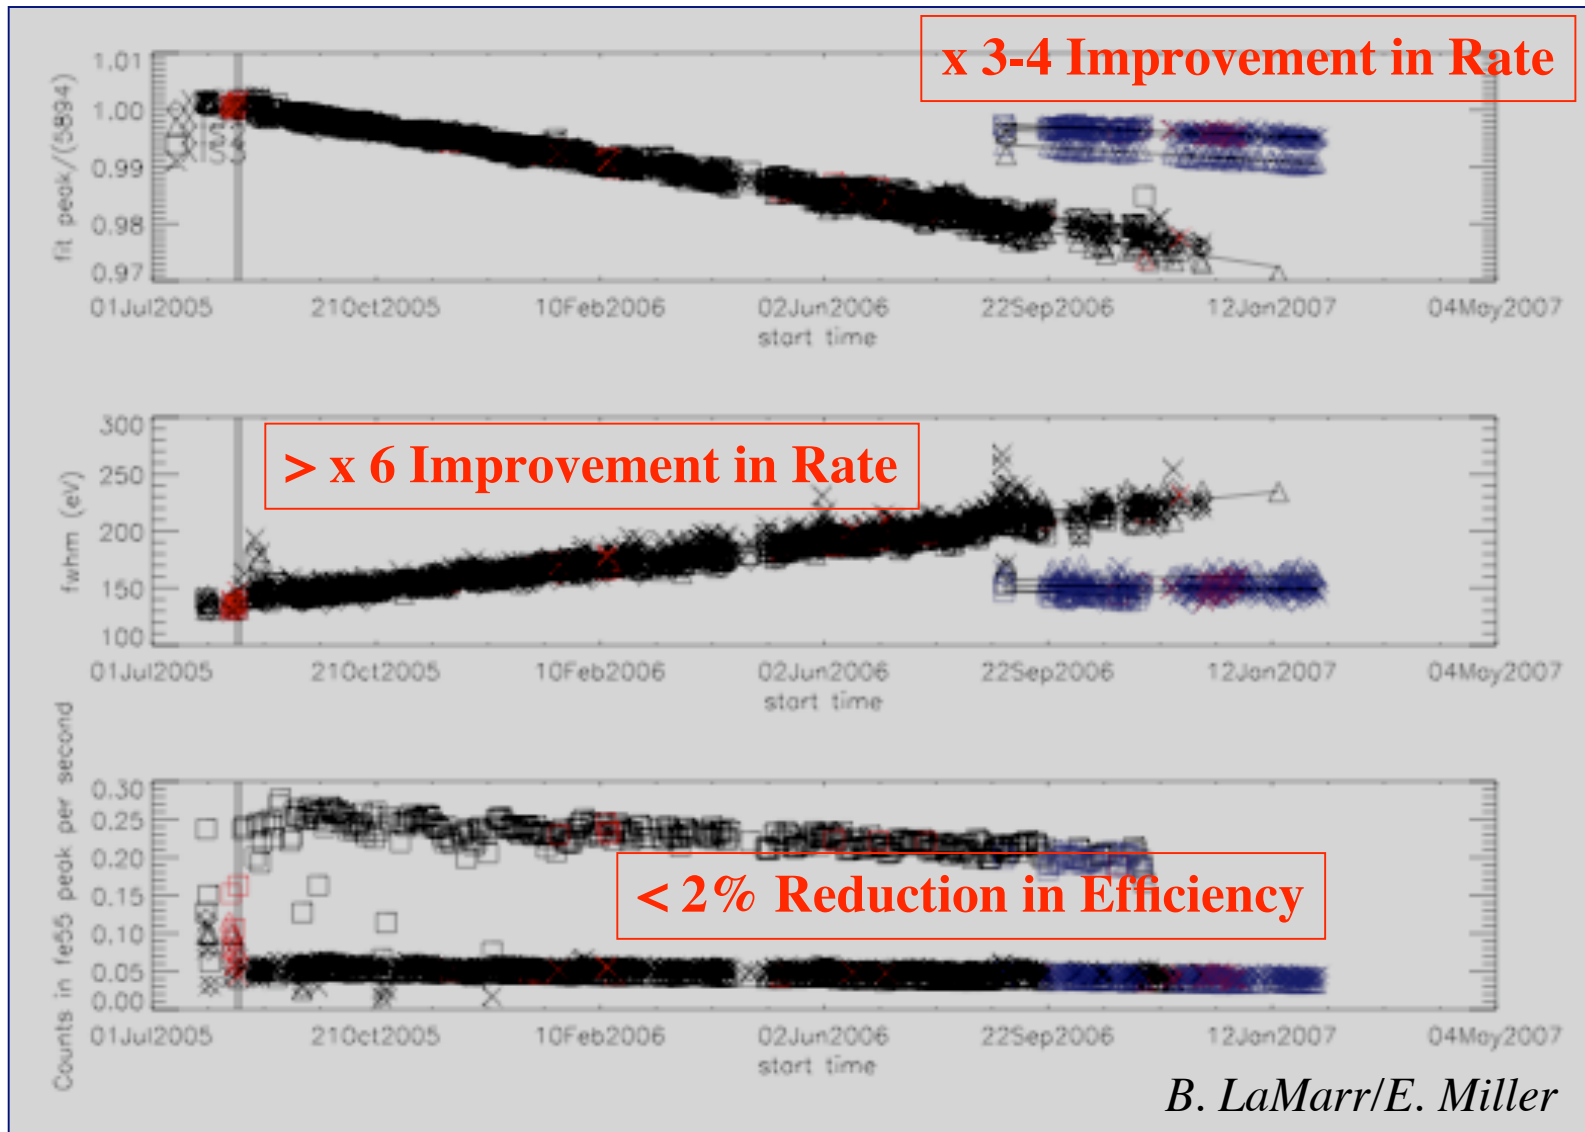 x 3-4 Improvement in Rate
1.01
1.00
0.99
0.98
0.97
fit peak/(5894)
01Jul2005 21Oct2005 10Feb2006 02Jun2006 22Sep2006 12Jan2007 04May2007
start time
> x 6 Improvement in Rate
300
250
200
150
100
fwhm (eV)
01Jul2005 21Oct2005 10Feb2006 02Jun2006 22Sep2006 12Jan2007 04May2007
start time
< 2% Reduction in Efficiency
0.30
0.25
0.20
0.15
0.10
0.05
0.00
Counts in fe55 peak per second
01Jul2005 21Oct2005 10Feb2006 02Jun2006 22Sep2006 12Jan2007 04May2007
start time
B. LaMarr/E. Miller